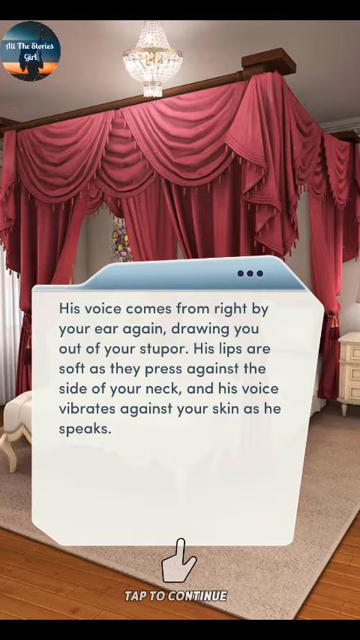 All The Stories
Girl
His voice comes from right by
your ear again, drawing you
out of your stupor. His lips are
soft as they press against the
side of your neck, and his voice
vibrates against your skin as he
speaks.
TAP TO CONTINUE